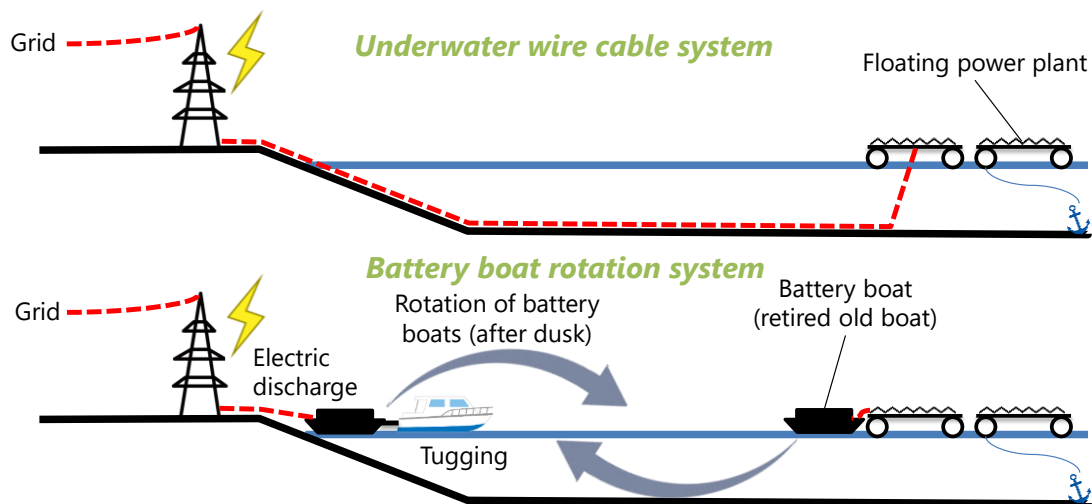 Underwater wire cable system
Grid
Floating power plant
Battery boat rotation system
Grid
Rotation of battery
boats (after dusk)
Battery boat
(retired old boat)
Electric
discharge
Tugging